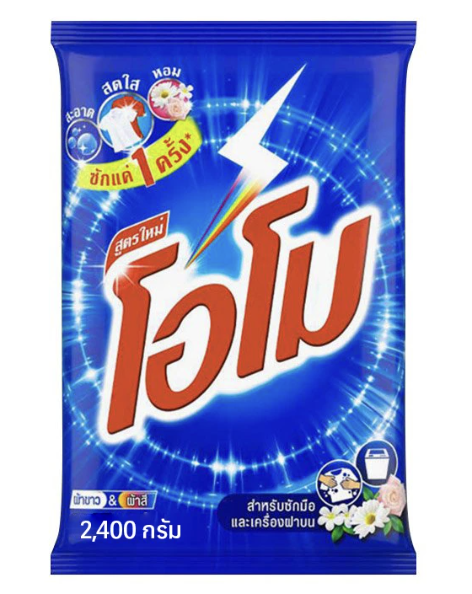 สะอาด
สดใส
หอม
ซักแค่ 1 ครั้ง*
สูตรใหม่
โอโม
ผ้าขาว & ผ้าสี
2,400 กรัม
สำหรับซักมือ
และเครื่องฝาบน